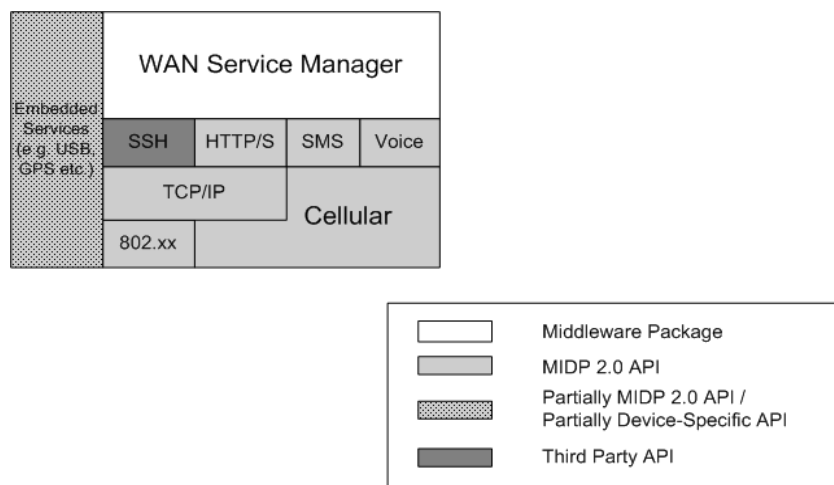 WAN Service Manager
Embedded
Services
(e.g. USB,
GPS etc.)
SSH
HTTP/S
SMS
Voice
TCP/IP
Cellular
802.xx
Middleware Package
MIDP 2.0 API
Partially MIDP 2.0 API /
Partially Device-Specific API
Third Party API